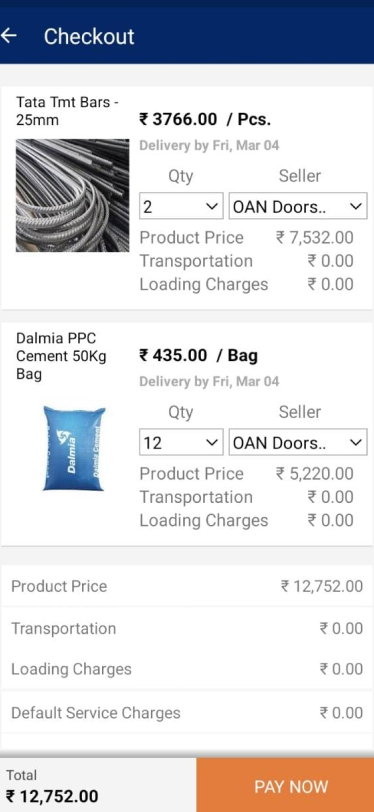 ← Checkout
Tata Tmt Bars -
25mm
₹ 3766.00 / Pcs.
Delivery by Fri, Mar 04
Qty Seller
2 OAN Doors..
Product Price ₹ 7,532.00
Transportation ₹ 0.00
Loading Charges ₹ 0.00
Dalmia PPC
Cement 50Kg
Bag
₹ 435.00 / Bag
Delivery by Fri, Mar 04
Dalmia
Dalmia Cement
Qty Seller
12 OAN Doors..
Product Price ₹ 5,220.00
Transportation ₹ 0.00
Loading Charges ₹ 0.00
Product Price ₹ 12,752.00
Transportation ₹ 0.00
Loading Charges ₹ 0.00
Default Service Charges ₹ 0.00
Total
₹ 12,752.00
PAY NOW